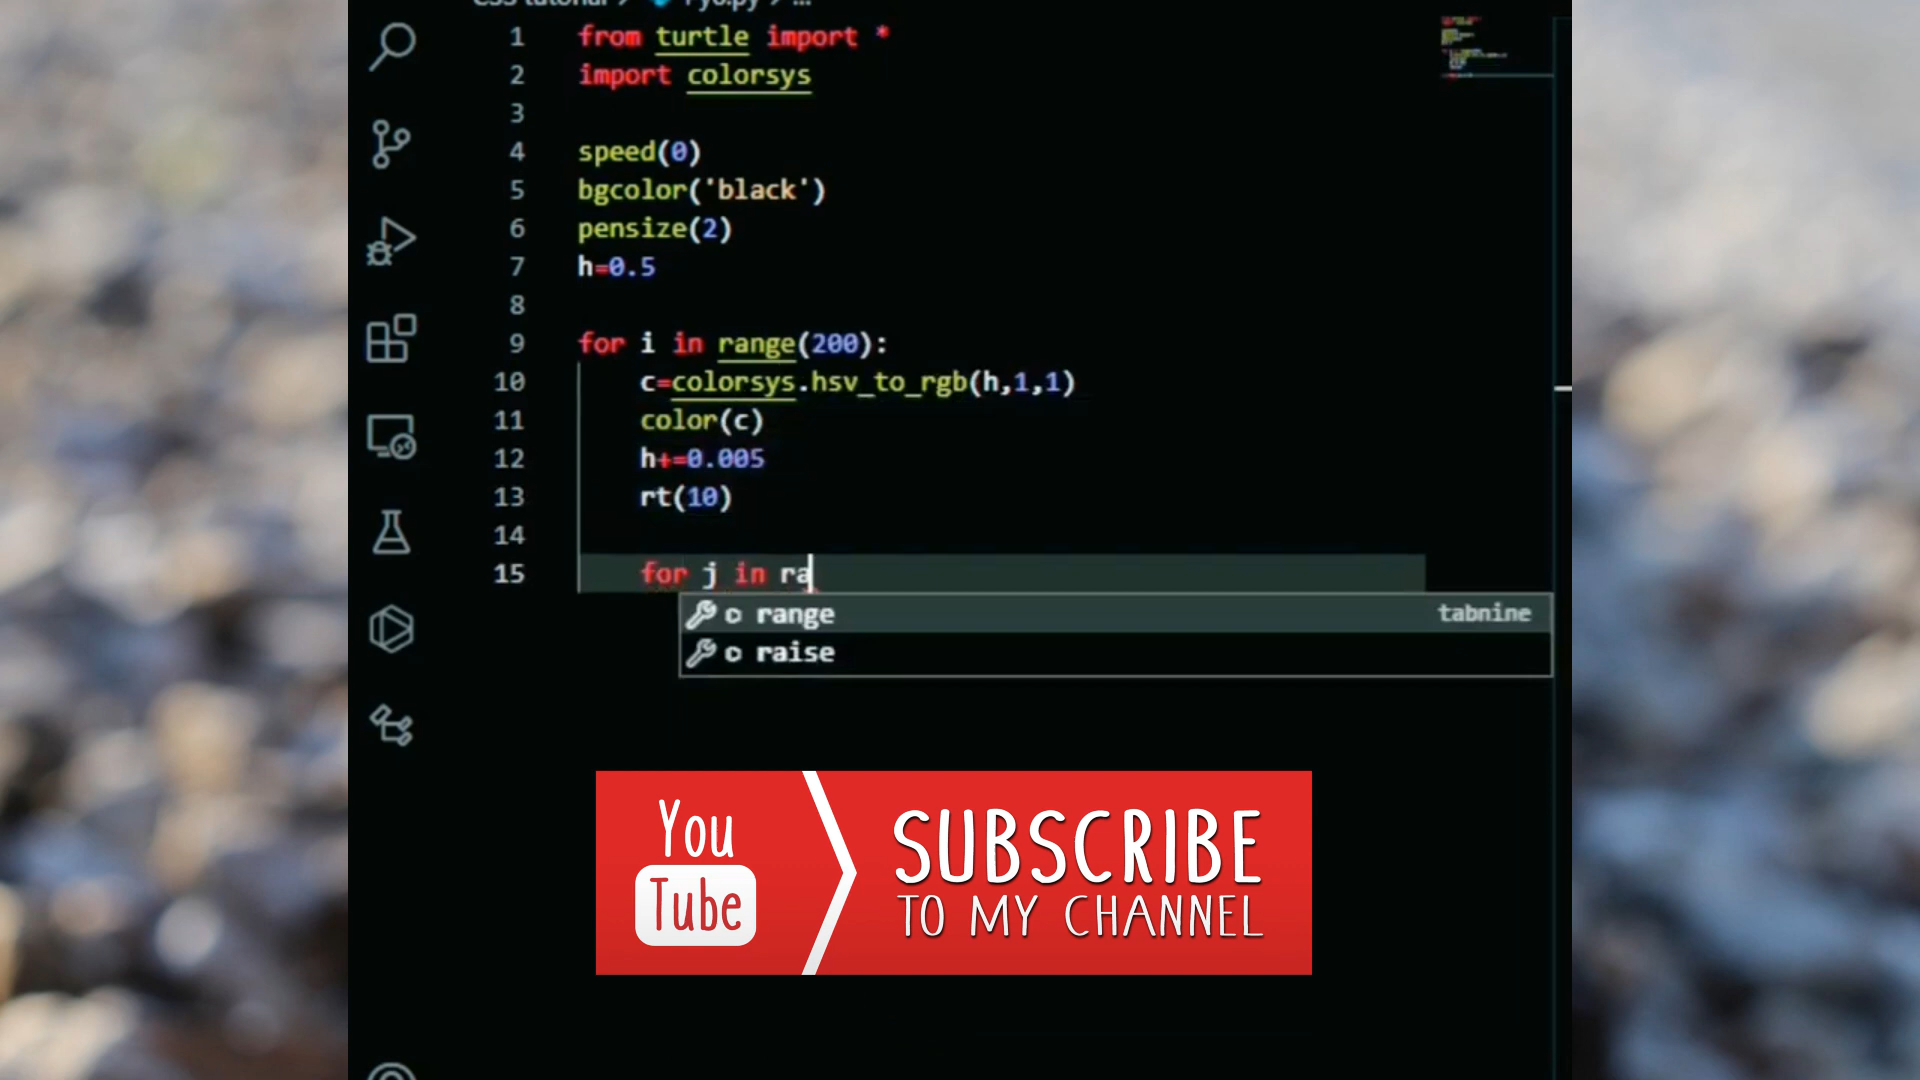 1 from turtle import *
2 import colorsys
3
4 speed(0)
5 bgcolor('black')
6 pensize(2)
7 h=0.5
8
9 for i in range(200):
10 c=colorsys.hsv_to_rgb(h,1,1)
11 color(c)
12 h+=0.005
13 rt(10)
14
15 for j in ra
range tabnine
raise
You
Tube
SUBSCRIBE
TO MY CHANNEL